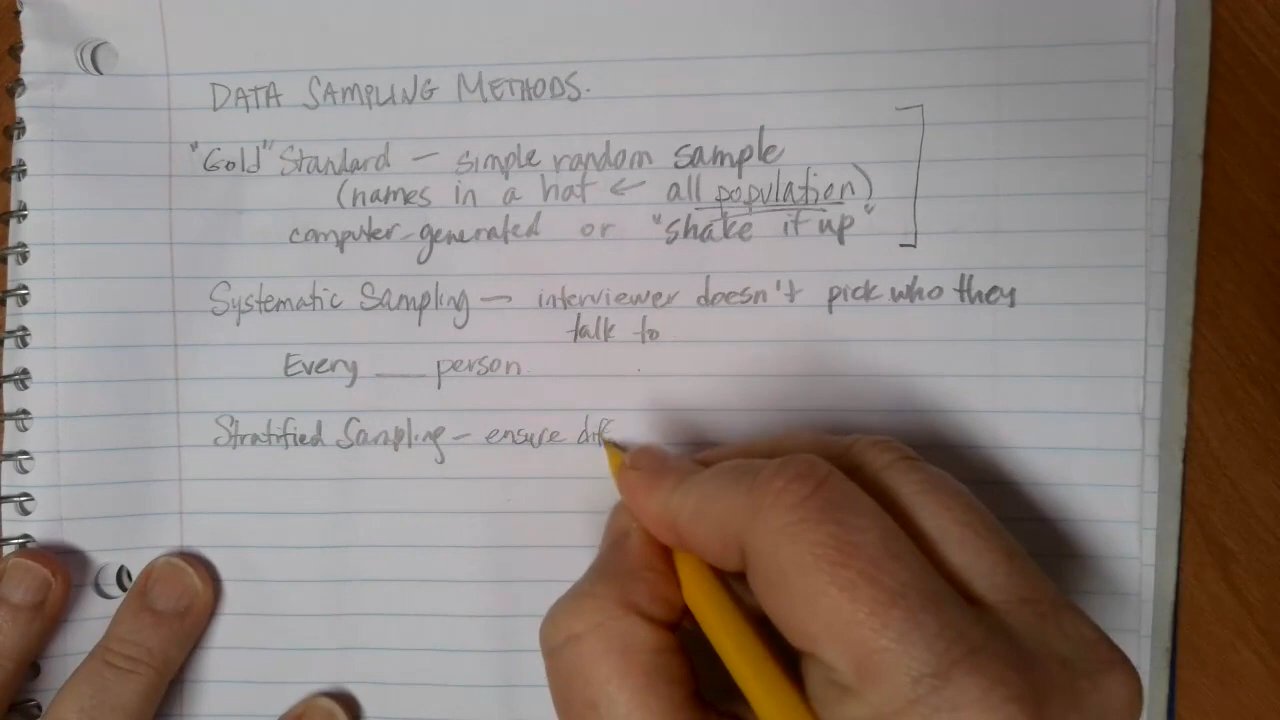 DATA SAMPLING METHODS.
"Gold" Standard — simple random sample
(names in a hat ← all population)
computer-generated or "shake it up"
Systematic Sampling — interviewer doesn't pick who they
talk to
Every ___ person
Stratified Sampling — ensure diff